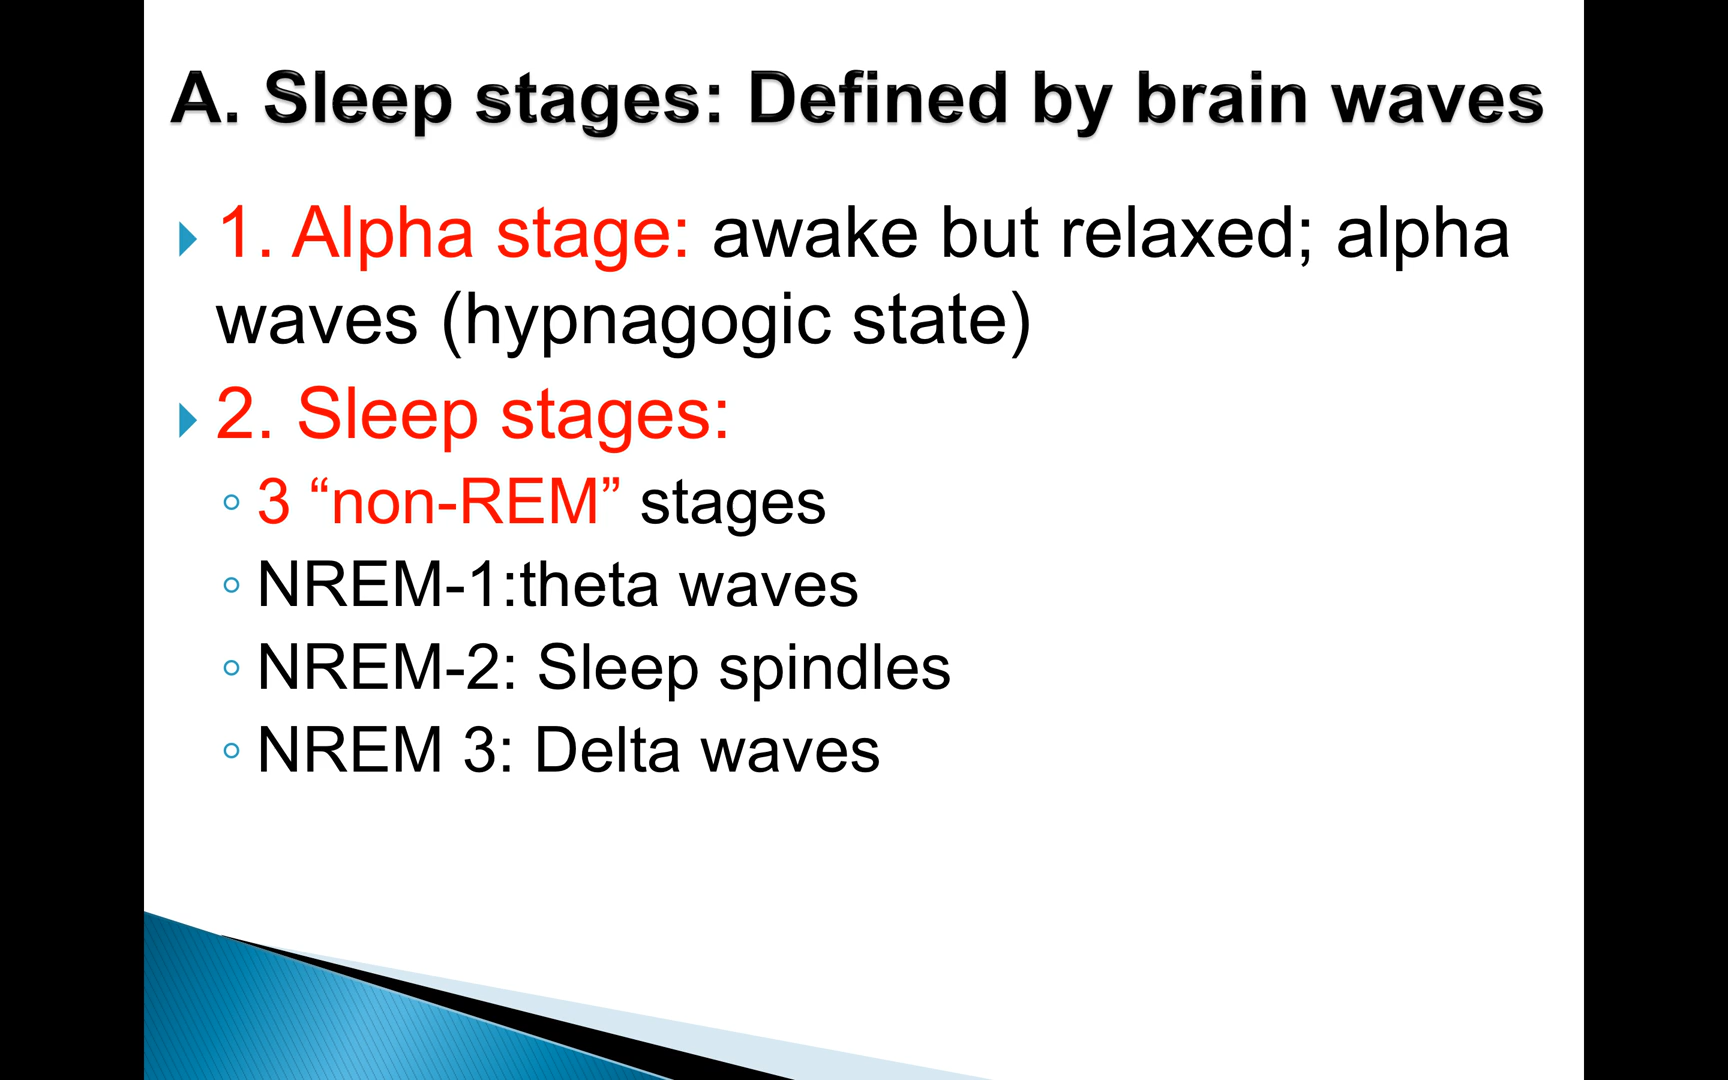 A. Sleep stages: Defined by brain waves
1. Alpha stage: awake but relaxed; alpha
waves (hypnagogic state)
2. Sleep stages:
3 “non-REM” stages
NREM-1:theta waves
NREM-2: Sleep spindles
NREM 3: Delta waves